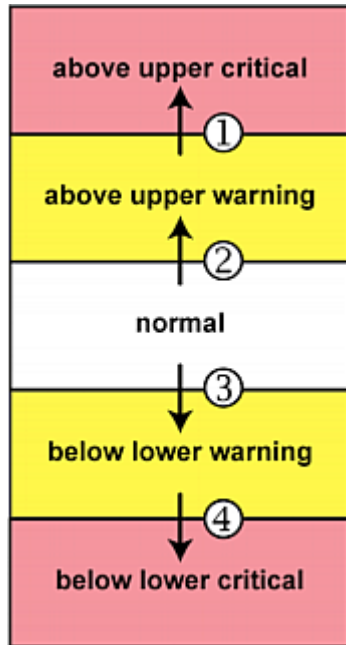 above upper critical
①
above upper warning
②
normal
③
below lower warning
④
below lower critical